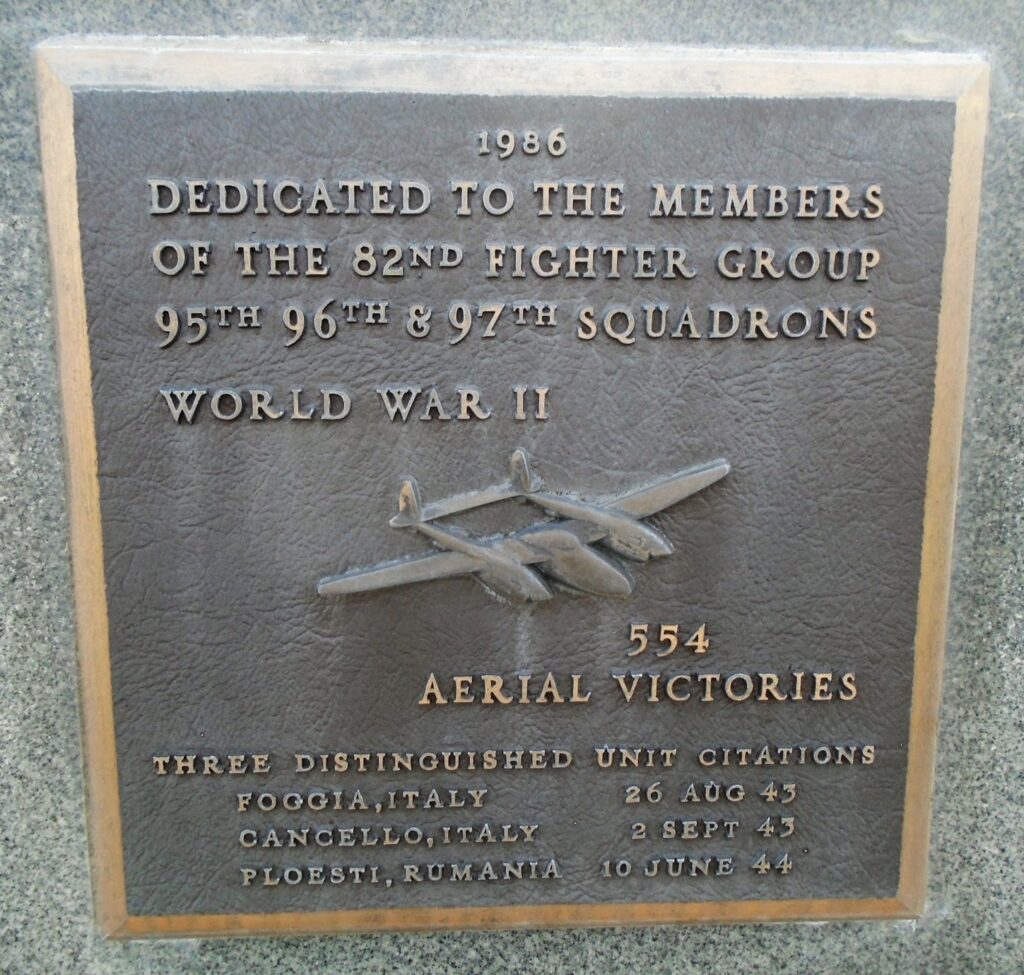 1986
DEDICATED TO THE MEMBERS
OF THE 82ND FIGHTER GROUP
95TH 96TH & 97TH SQUADRONS
WORLD WAR II
554
AERIAL VICTORIES
THREE DISTINGUISHED UNIT CITATIONS
FOGGIA, ITALY 26 AUG 43
CANCELLO, ITALY 2 SEPT 43
PLOESTI, RUMANIA 10 JUNE 44